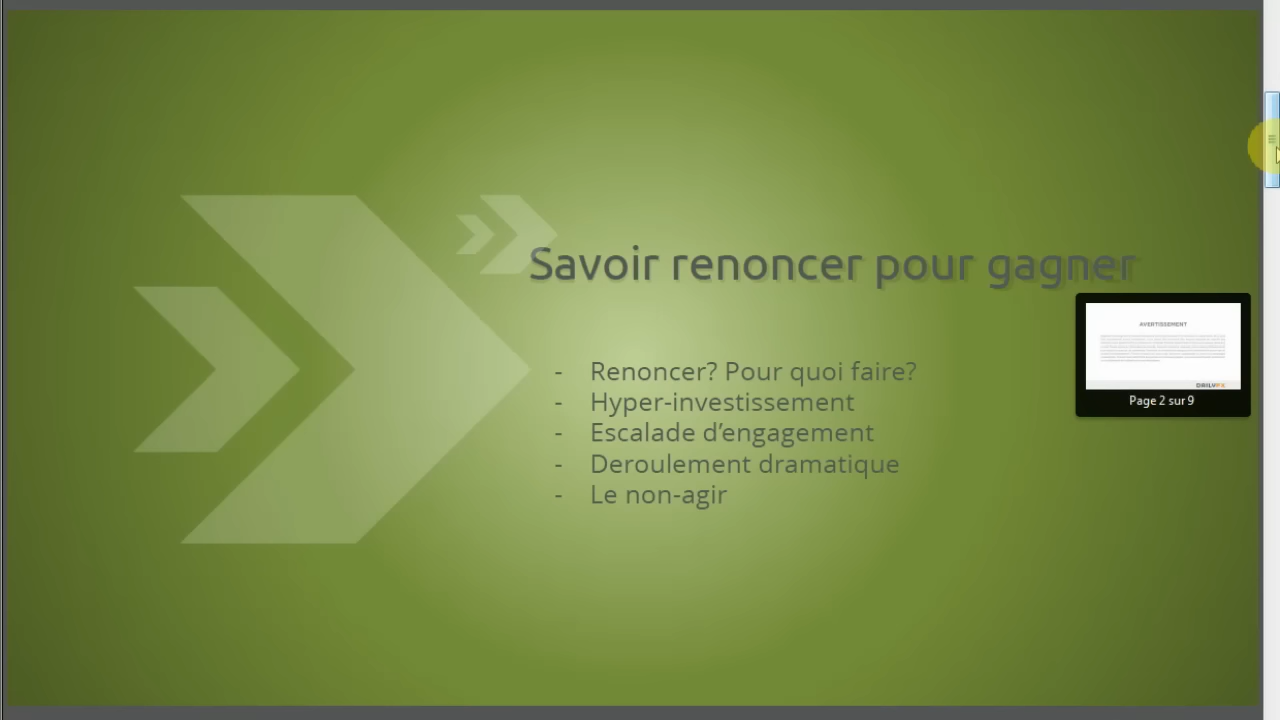 Savoir renoncer pour gagner
- Renoncer? Pour quoi faire?
- Hyper-investissement
- Escalade d’engagement
- Deroulement dramatique
- Le non-agir
AVERTISSEMENT
DAILYFX
Page 2 sur 9